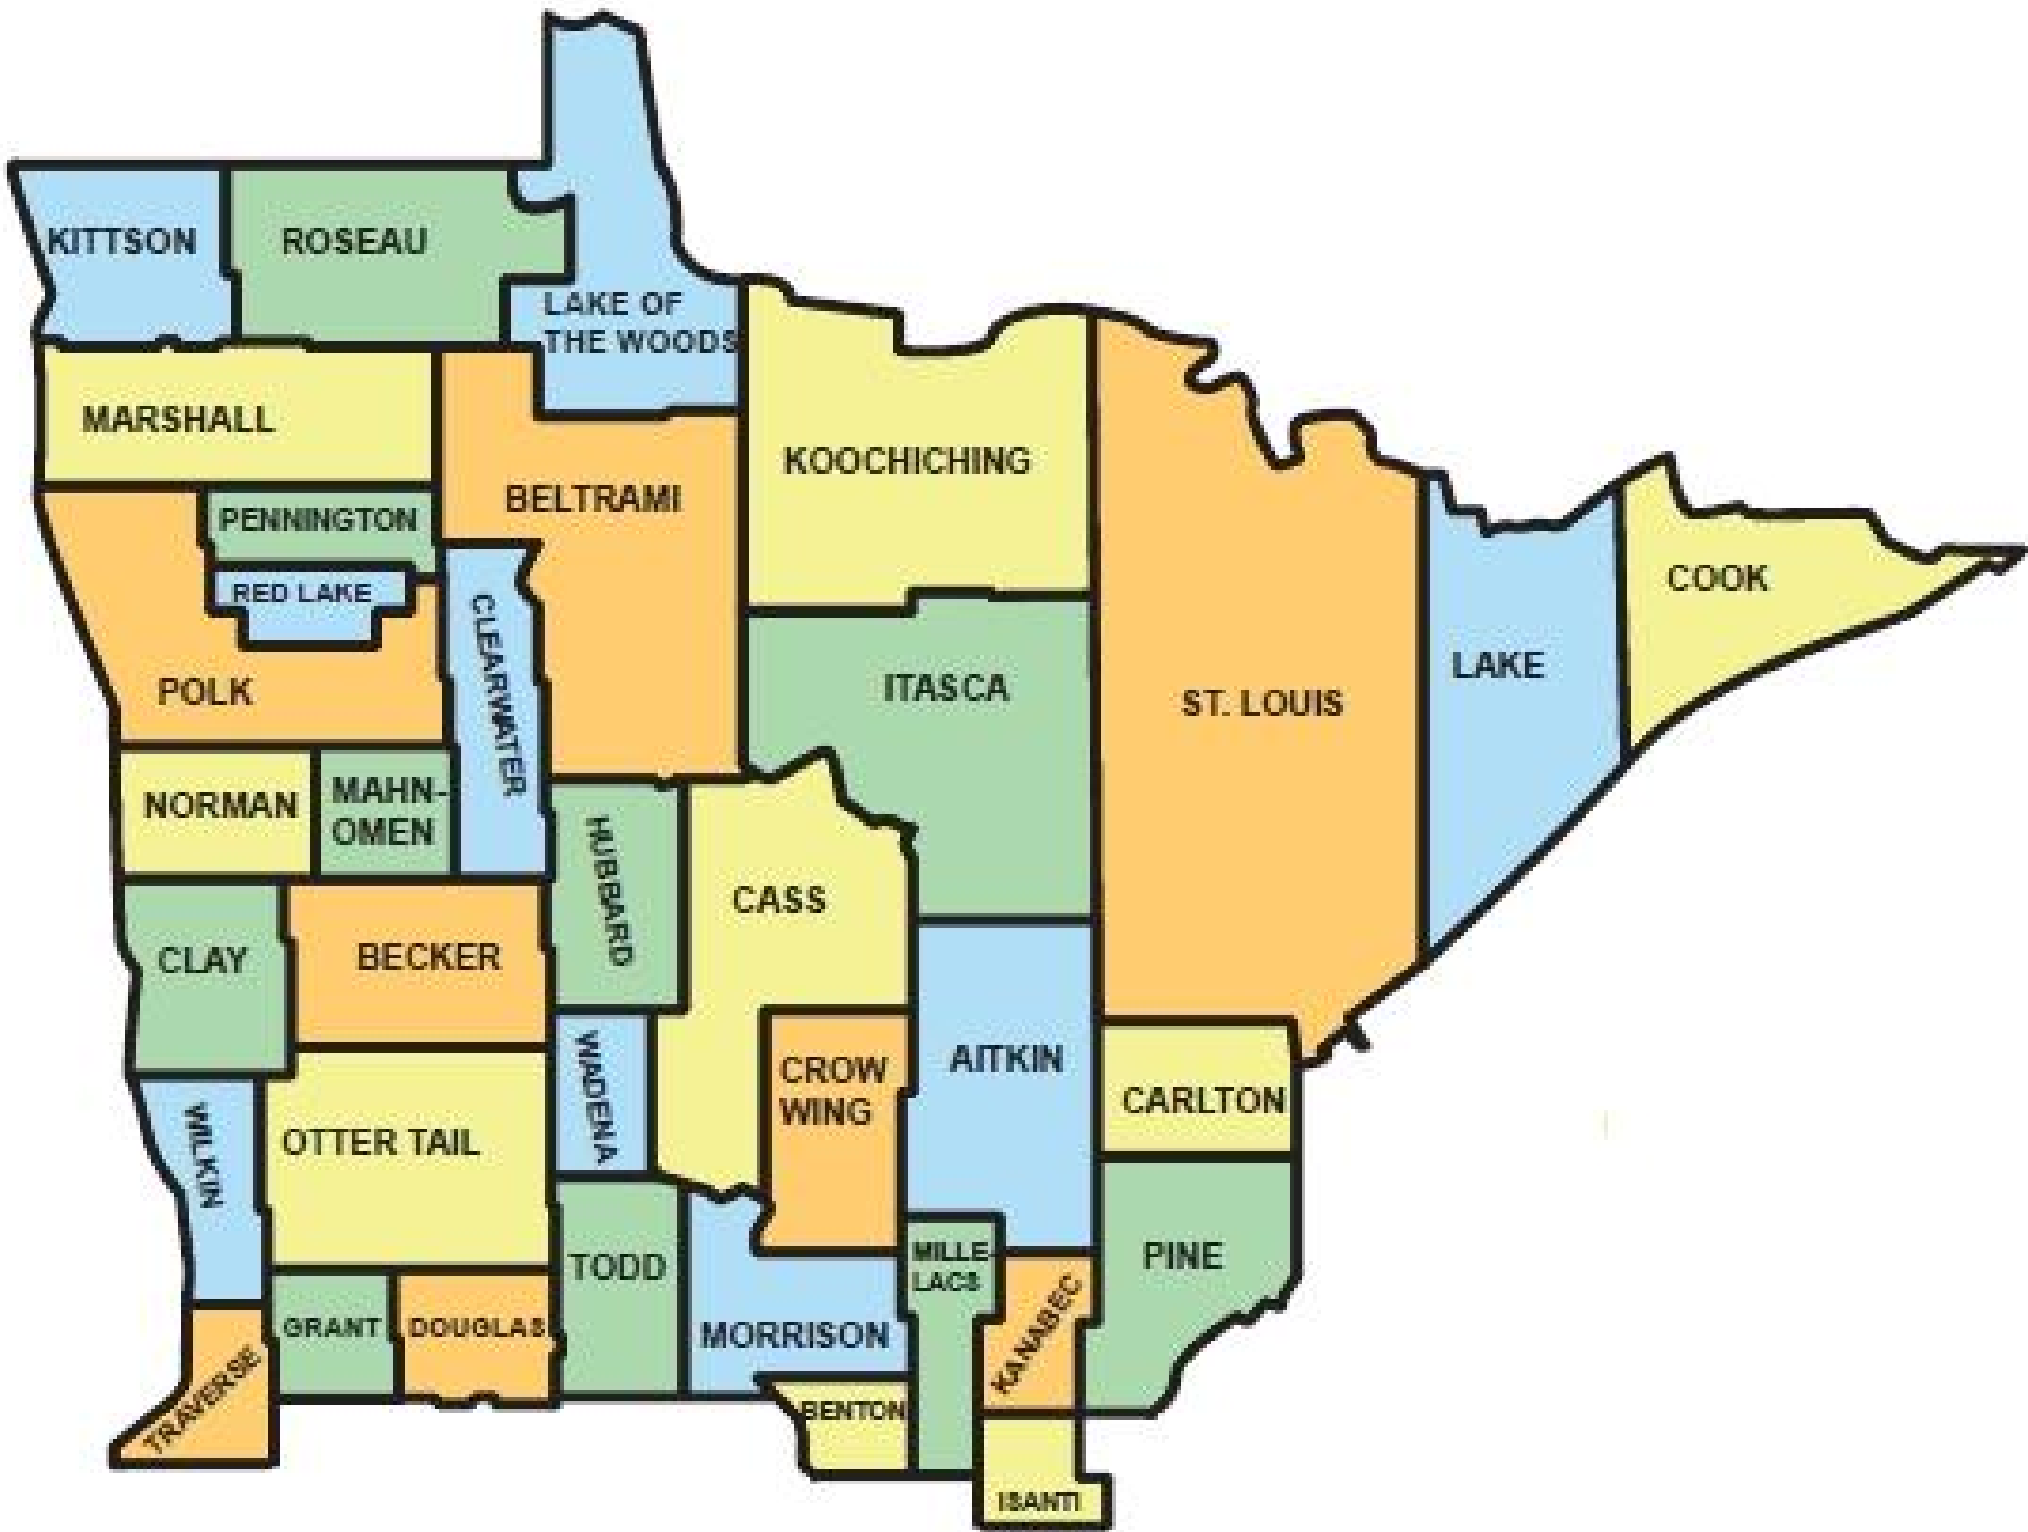 KITTSON
ROSEAU
LAKE OF
THE WOODS
MARSHALL
KOOCHICHING
BELTRAMI
PENNINGTON
RED LAKE
CLEARWATER
POLK
ITASCA
ST. LOUIS
LAKE
COOK
NORMAN
MAHN-
OMEN
HUBBARD
CASS
CLAY
BECKER
WADENA
CROW
WING
AITKIN
CARLTON
WILKIN
OTTER TAIL
TODD
MILLE
LACS
PINE
GRANT
DOUGLAS
MORRISON
KANABEC
TRAVERSE
BENTON
ISANTI